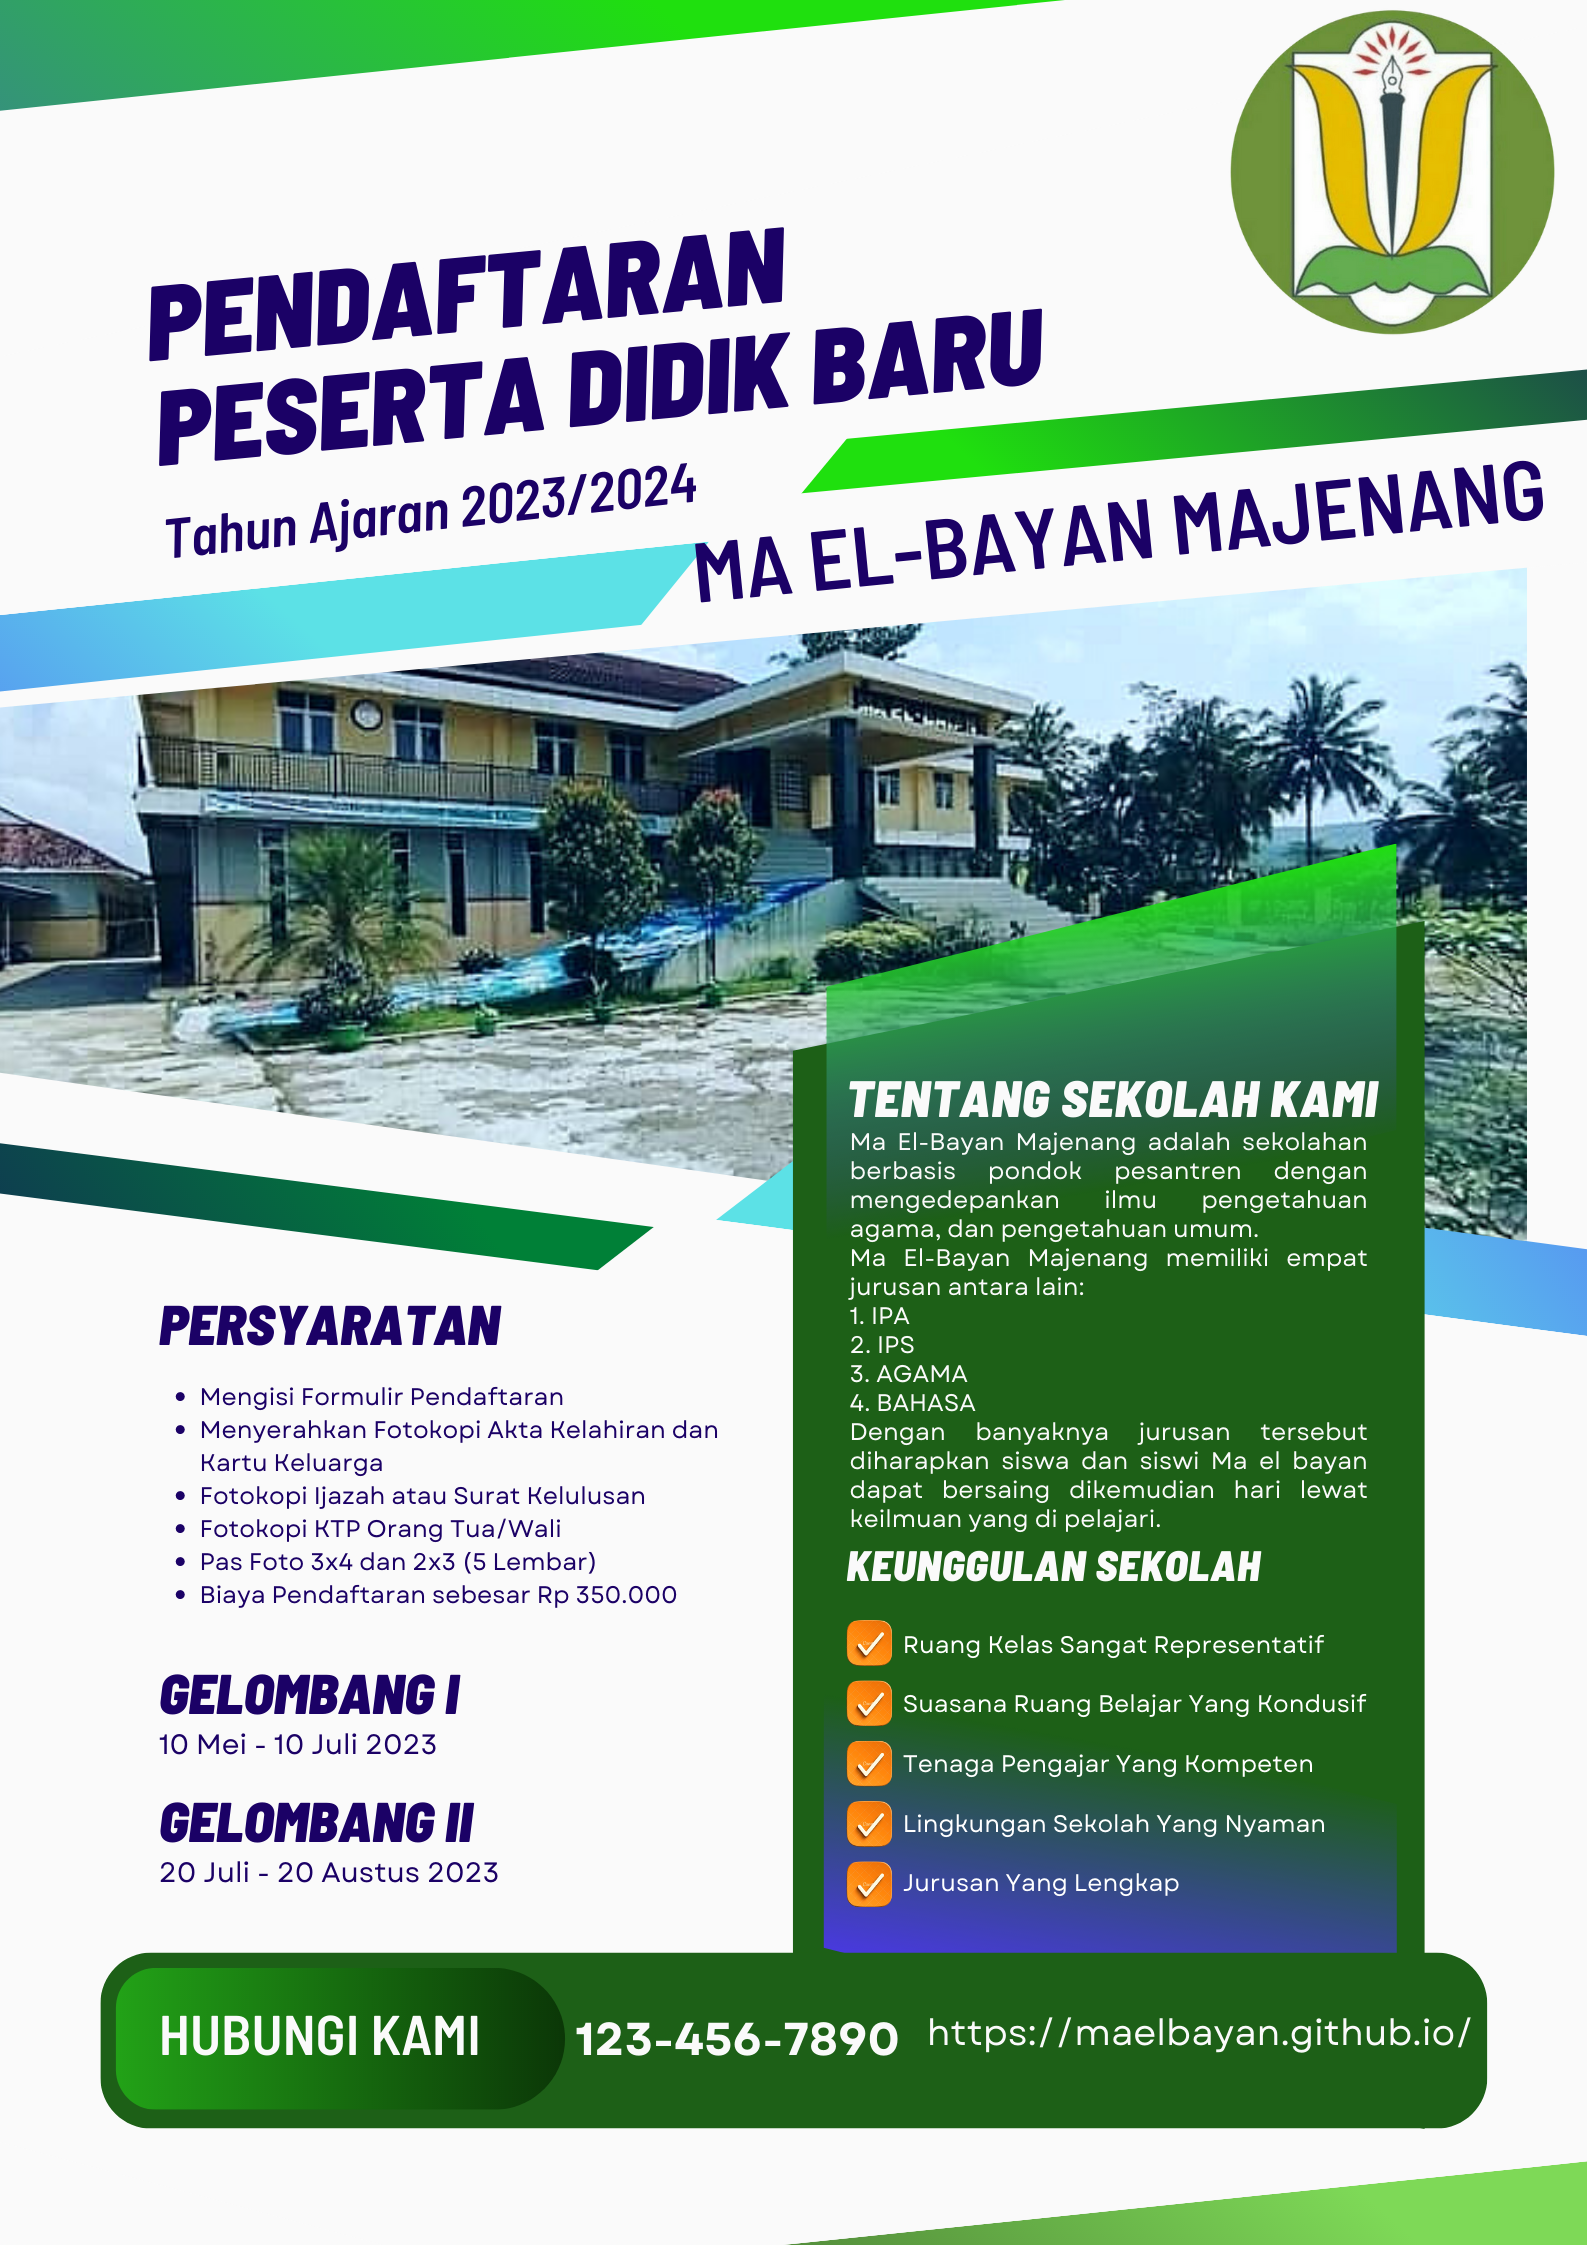 PENDAFTARAN
PESERTA DIDIK BARU
Tahun Ajaran 2023/2024
MA EL-BAYAN MAJENANG
PERSYARATAN
Mengisi Formulir Pendaftaran
Menyerahkan Fotokopi Akta Kelahiran dan
Kartu Keluarga
Fotokopi Ijazah atau Surat Kelulusan
Fotokopi KTP Orang Tua/Wali
Pas Foto 3x4 dan 2x3 (5 Lembar)
Biaya Pendaftaran sebesar Rp 350.000
GELOMBANG I
10 Mei - 10 Juli 2023
GELOMBANG II
20 Juli - 20 Austus 2023
TENTANG SEKOLAH KAMI
Ma El-Bayan Majenang adalah sekolahan
berbasis pondok pesantren dengan
mengedepankan ilmu pengetahuan
agama, dan pengetahuan umum.
Ma El-Bayan Majenang memiliki empat
jurusan antara lain:
1. IPA
2. IPS
3. AGAMA
4. BAHASA
Dengan banyaknya jurusan tersebut
diharapkan siswa dan siswi Ma el bayan
dapat bersaing dikemudian hari lewat
keilmuan yang di pelajari.
KEUNGGULAN SEKOLAH
Ruang Kelas Sangat Representatif
Suasana Ruang Belajar Yang Kondusif
Tenaga Pengajar Yang Kompeten
Lingkungan Sekolah Yang Nyaman
Jurusan Yang Lengkap
HUBUNGI KAMI
123-456-7890
https://maelbayan.github.io/